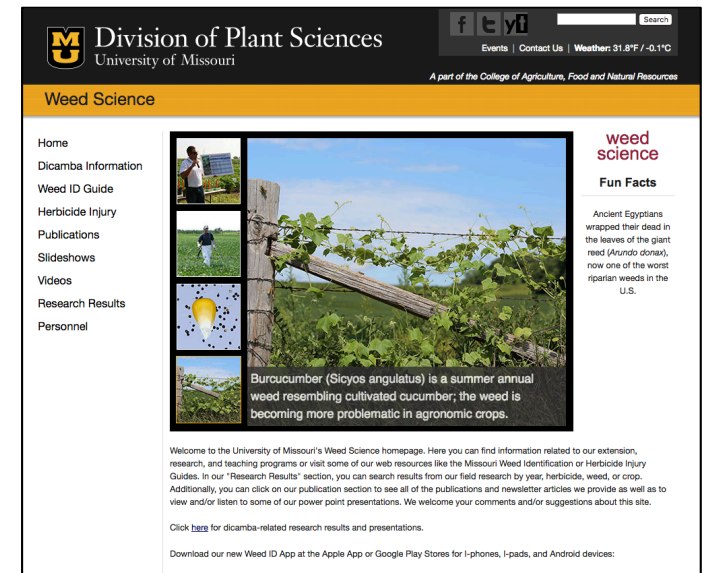 Division of Plant Sciences
University of Missouri
Search
Events | Contact Us | Weather: 31.8°F / -0.1°C
A part of the College of Agriculture, Food and Natural Resources
Weed Science
Home
Dicamba Information
Weed ID Guide
Herbicide Injury
Publications
Slideshows
Videos
Research Results
Personnel
Burcucumber (Sicyos angulatus) is a summer annual
weed resembling cultivated cucumber; the weed is
becoming more problematic in agronomic crops.
weed
science
Fun Facts
Ancient Egyptians
wrapped their dead in
the leaves of the giant
reed (Arundo donax),
now one of the worst
riparian weeds in the
U.S.
Welcome to the University of Missouri's Weed Science homepage. Here you can find information related to our extension,
research, and teaching programs or visit some of our web resources like the Missouri Weed Identification or Herbicide Injury
Guides. In our "Research Results" section, you can search results from our field research by year, herbicide, weed, or crop.
Additionally, you can click on our publication section to see all of the publications and newsletter articles we provide as well as to
view and/or listen to some of our power point presentations. We welcome your comments and/or suggestions about this site.
Click here for dicamba-related research results and presentations.
Download our new Weed ID App at the Apple App or Google Play Stores for I-phones, I-pads, and Android devices: